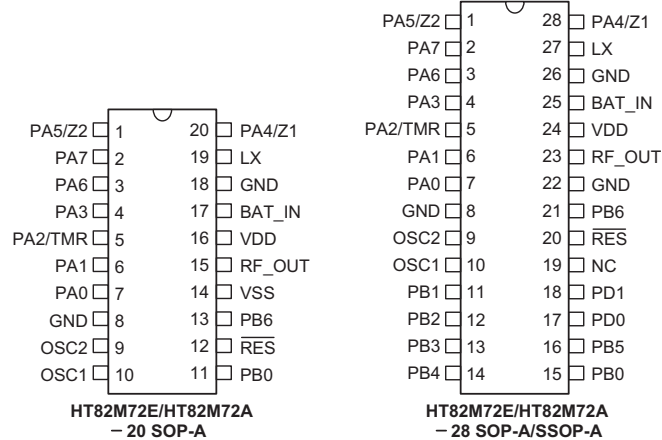 PA5/Z2 1 20 PA4/Z1
PA7 2 19 LX
PA6 3 18 GND
PA3 4 17 BAT_IN
PA2/TMR 5 16 VDD
PA1 6 15 RF_OUT
PA0 7 14 VSS
GND 8 13 PB6
OSC2 9 12 RES
OSC1 10 11 PB0
HT82M72E/HT82M72A
– 20 SOP-A
PA5/Z2 1 28 PA4/Z1
PA7 2 27 LX
PA6 3 26 GND
PA3 4 25 BAT_IN
PA2/TMR 5 24 VDD
PA1 6 23 RF_OUT
PA0 7 22 GND
GND 8 21 PB6
OSC2 9 20 RES
OSC1 10 19 NC
PB1 11 18 PD1
PB2 12 17 PD0
PB3 13 16 PB5
PB4 14 15 PB0
HT82M72E/HT82M72A
– 28 SOP-A/SSOP-A